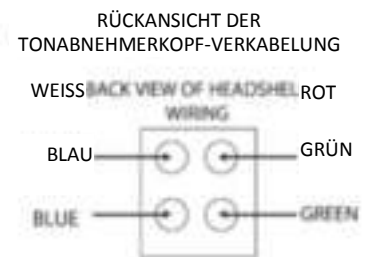 RÜCKANSICHT DER
TONABNEHMERKOPF-VERKABELUNG
WEISS BACK VIEW OF HEADSHEL ROT
WIRING
BLAU GRÜN
BLUE GREEN